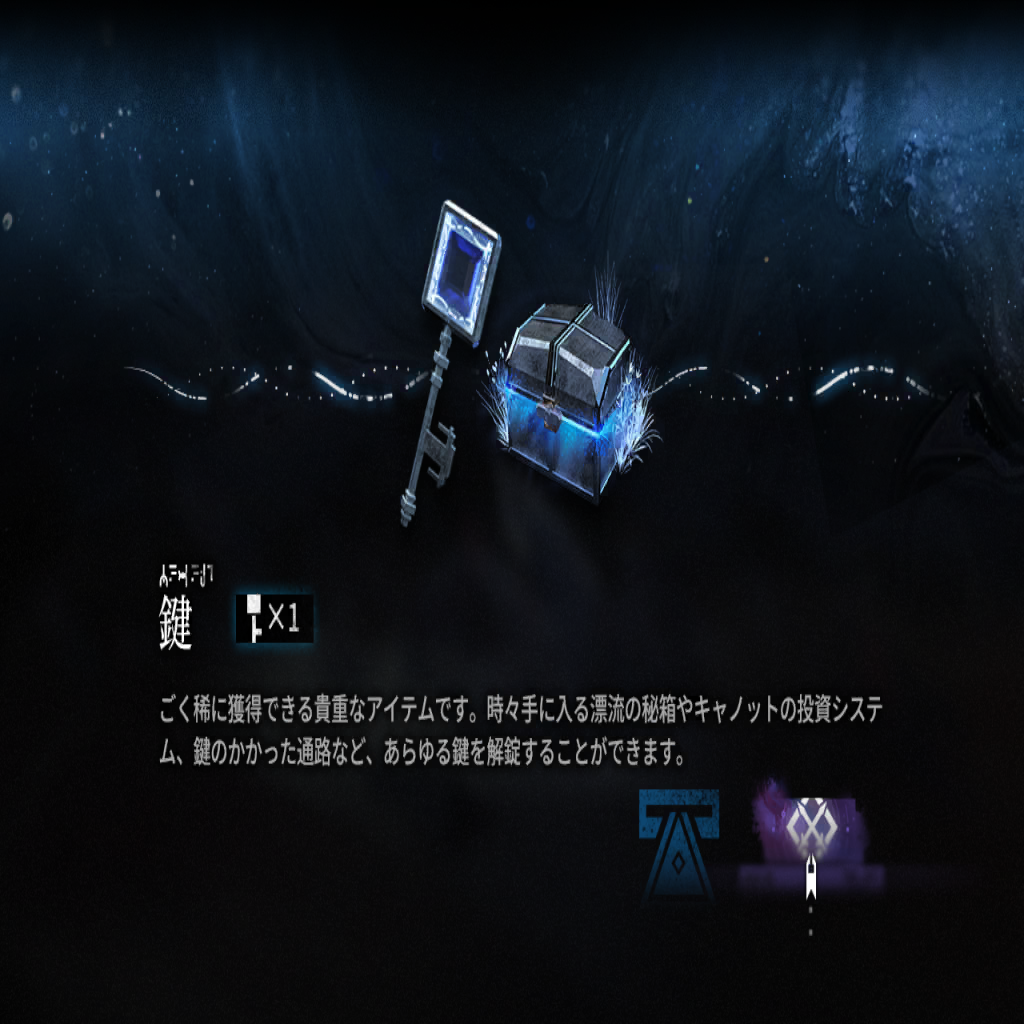 鍵
×1
ごく稀に獲得できる貴重なアイテムです。時々手に入る漂流の秘箱やキャノットの投資システ
ム、鍵のかかった通路など、あらゆる鍵を解錠することができます。